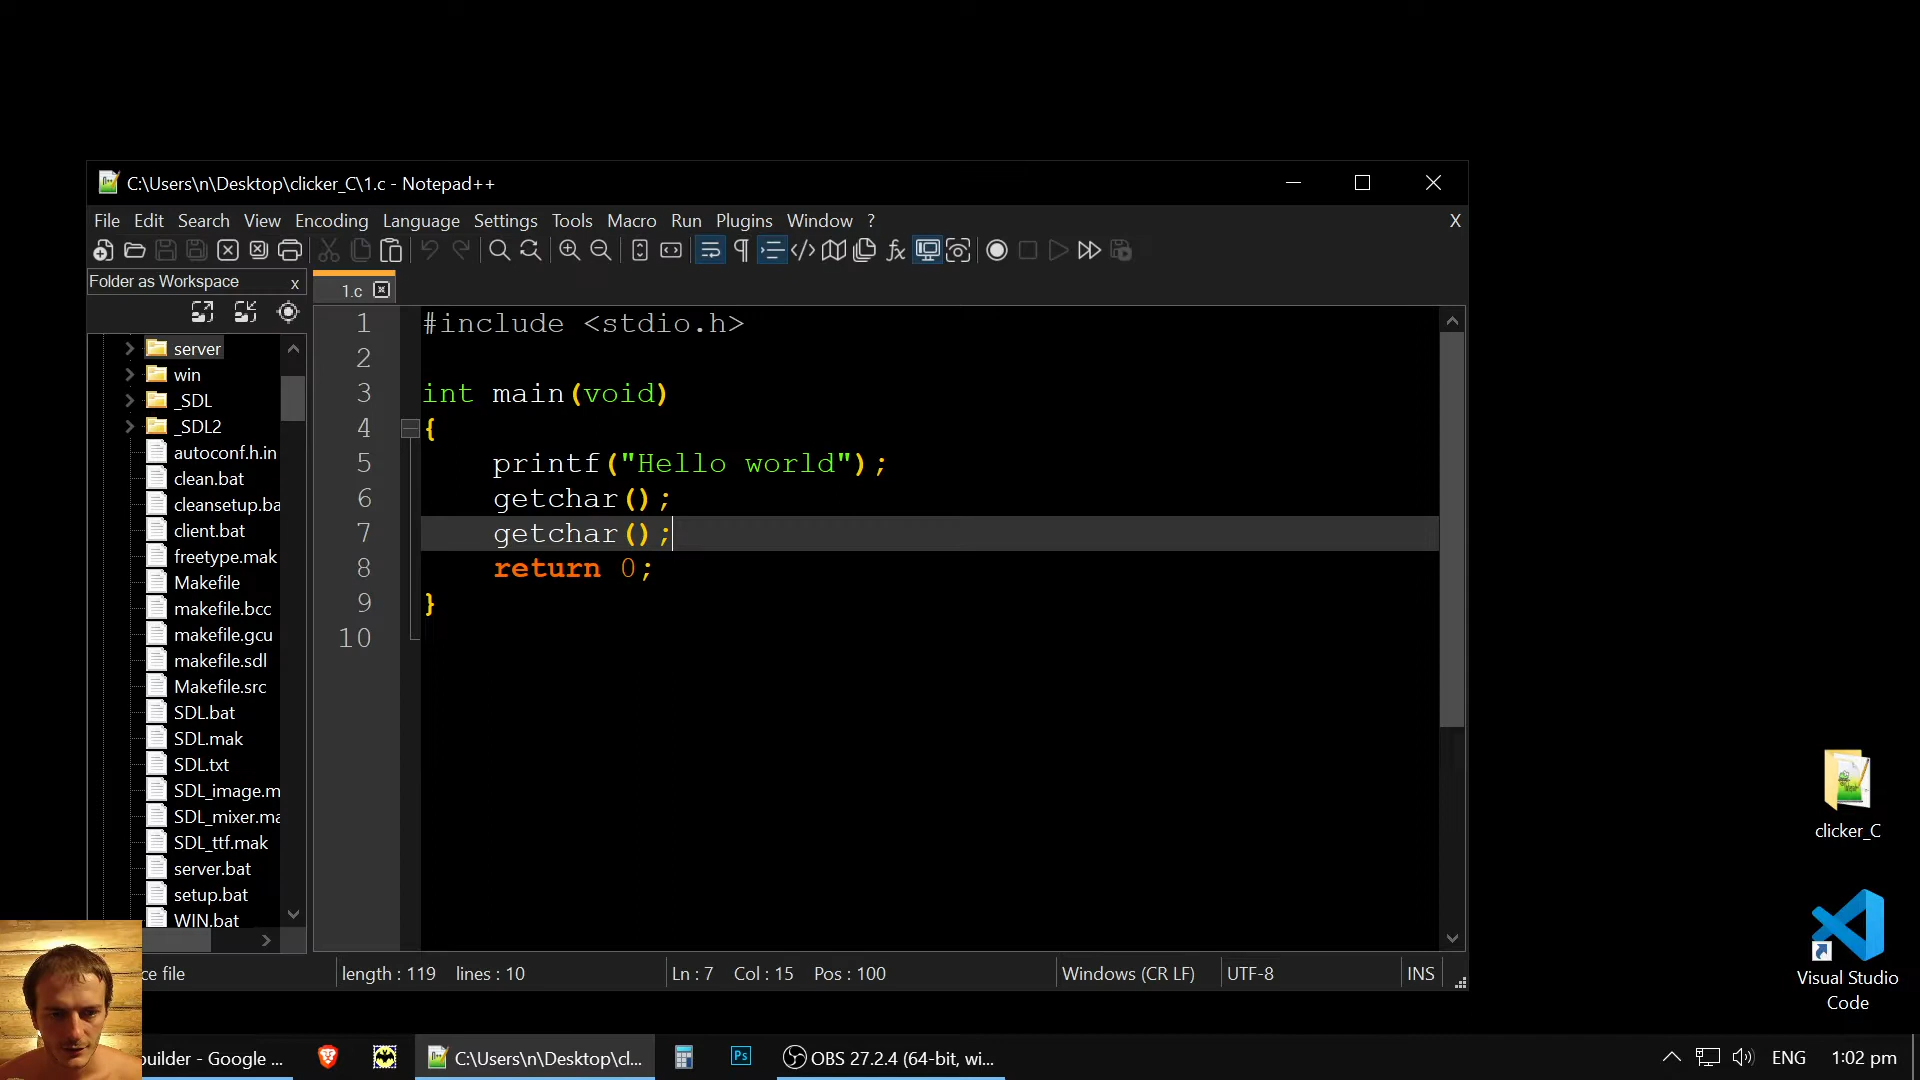 C:\Users\n\Desktop\clicker_C\1.c - Notepad++
File Edit Search View Encoding Language Settings Tools Macro Run Plugins Window ? X
Folder as Workspace x
1.c
server
win
_SDL
_SDL2
autoconf.h.in
clean.bat
cleansetup.ba
client.bat
freetype.mak
Makefile
makefile.bcc
makefile.gcu
makefile.sdl
Makefile.src
SDL.bat
SDL.mak
SDL.txt
SDL_image.m
SDL_mixer.ma
SDL_ttf.mak
server.bat
setup.bat
WIN.bat
1 #include <stdio.h>
2
3 int main(void)
4 {
5 printf("Hello world");
6 getchar();
7 getchar();
8 return 0;
9 }
10
ce file length : 119 lines : 10 Ln : 7 Col : 15 Pos : 100 Windows (CR LF) UTF-8 INS
clicker_C
Visual Studio
Code
builder - Google ... C:\Users\n\Desktop\cl... Ps OBS 27.2.4 (64-bit, wi... ENG 1:02 pm